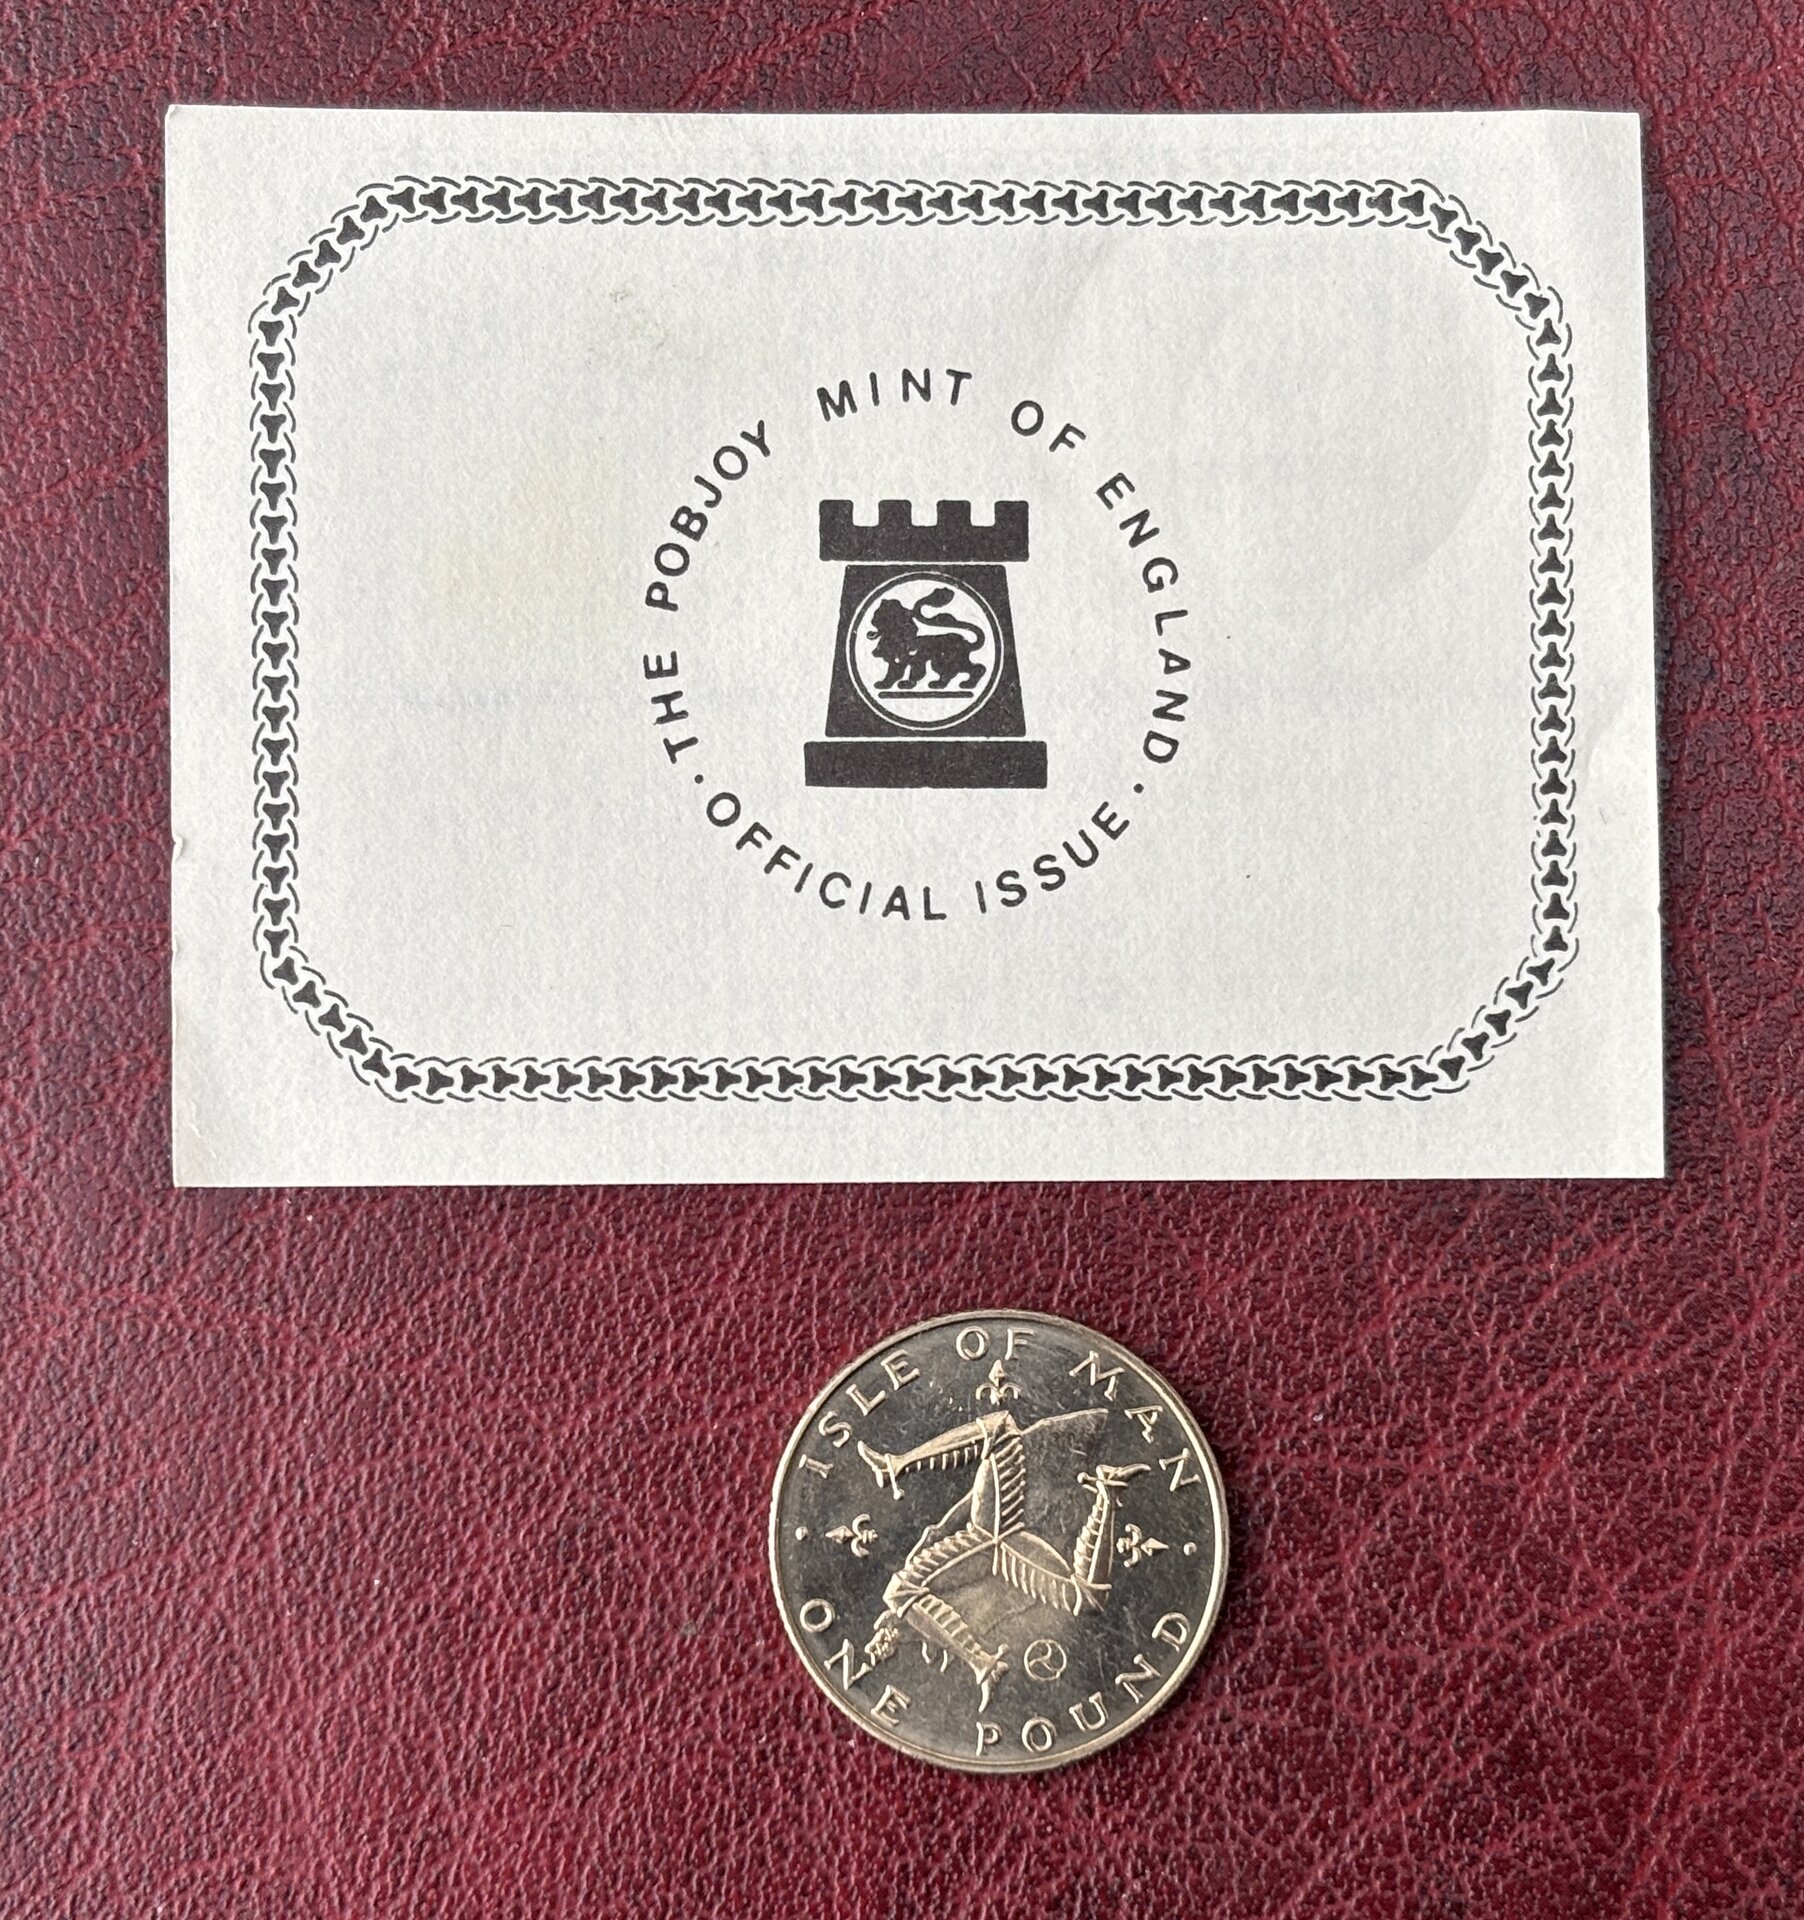 · THE POBJOY MINT OF ENGLAND ·
OFFICIAL ISSUE
ISLE OF MAN
· ONE POUND ·